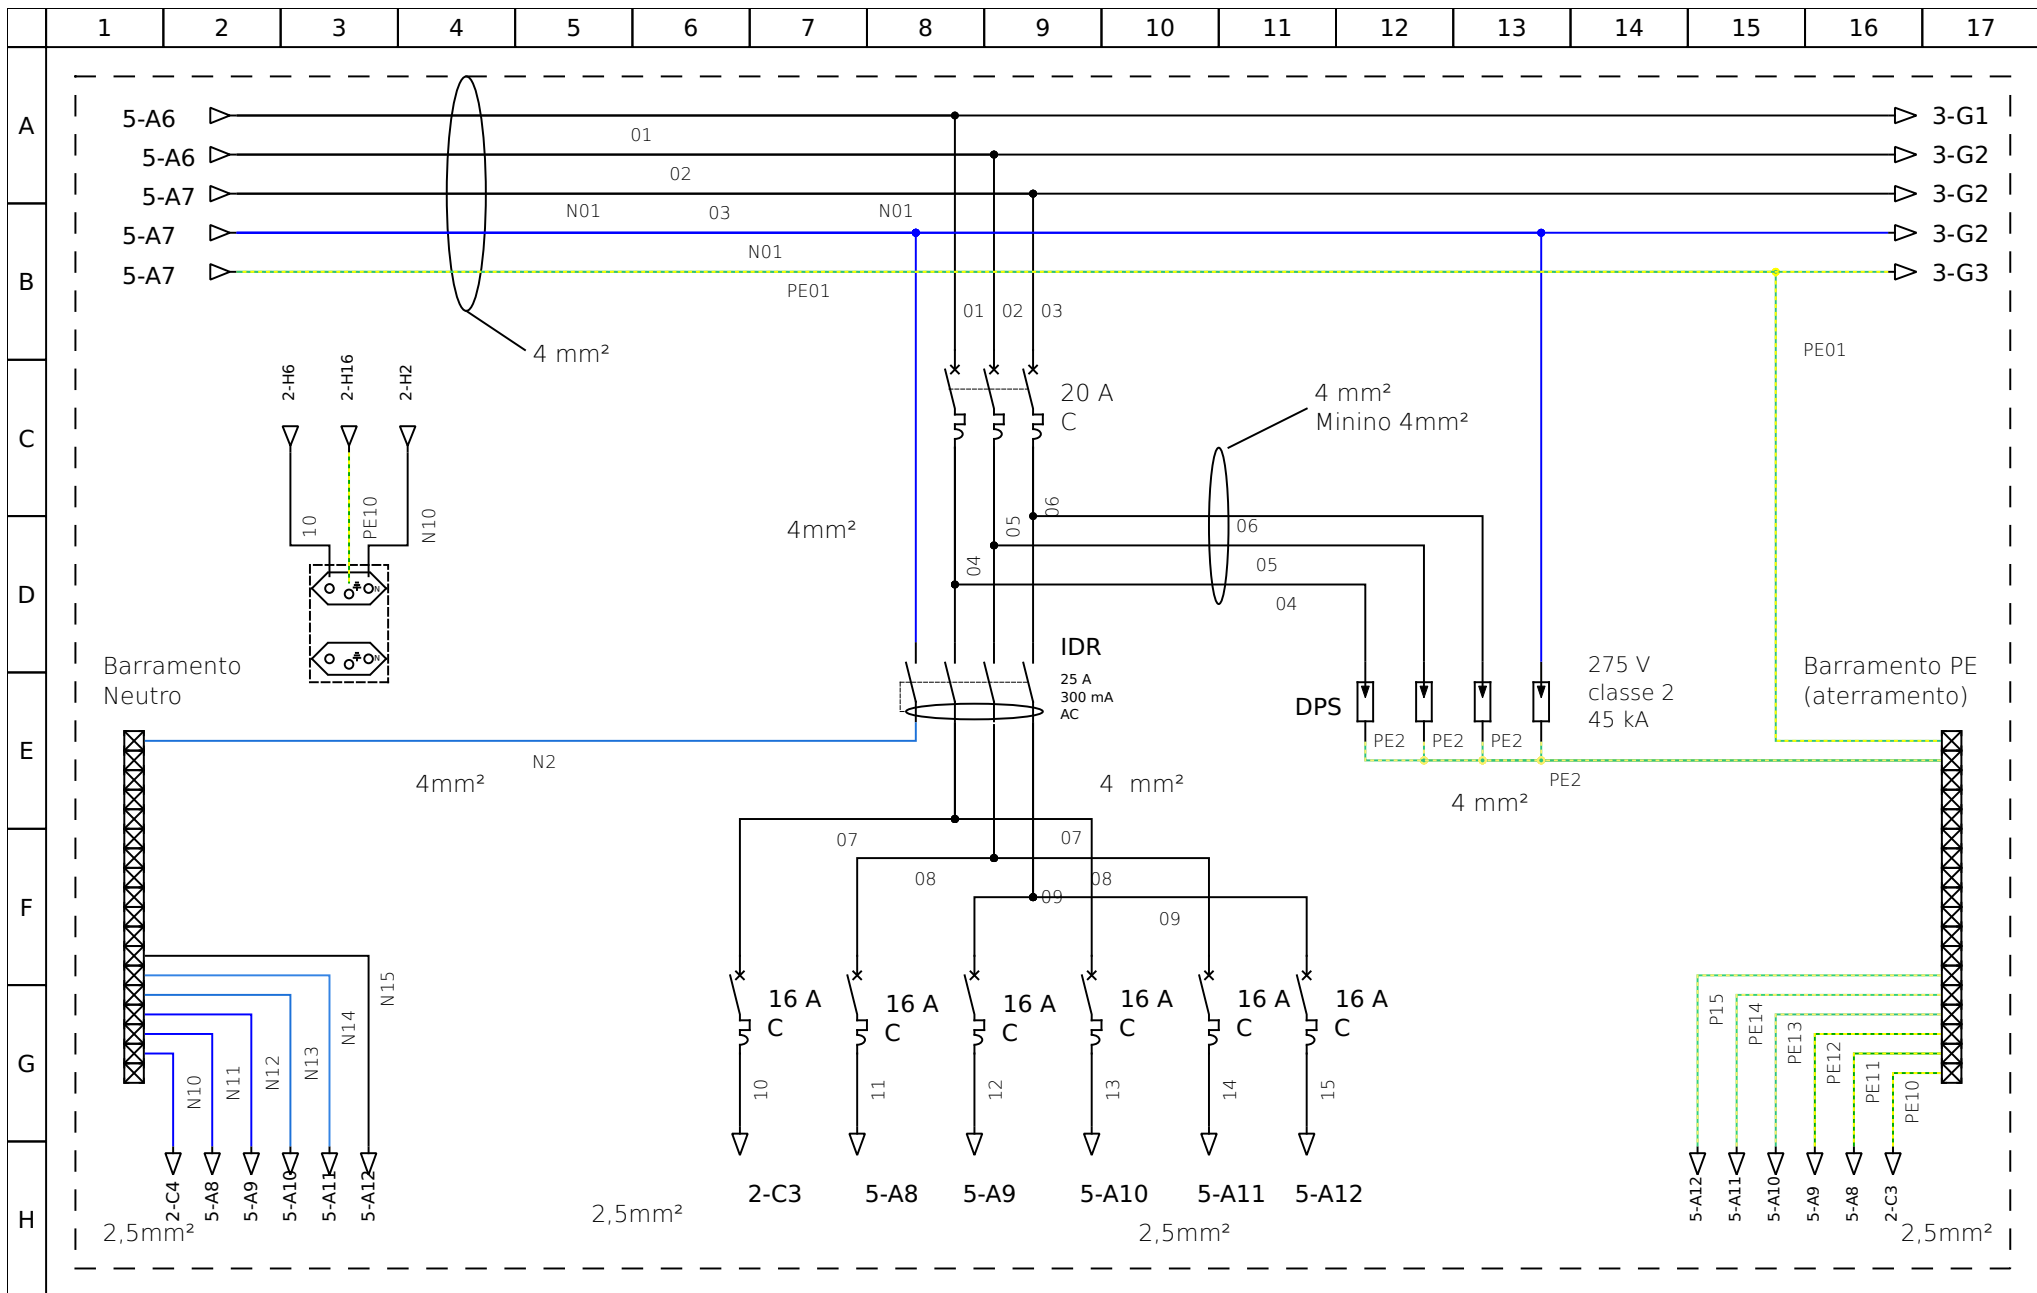 1 2 3 4 5 6 7 8 9 10 11 12 13 14 15 16 17
A
5-A6
3-G1
01
5-A6
3-G2
02
5-A7
3-G2
N01 03 N01
5-A7
3-G2
N01
B
5-A7
3-G3
PE01
01 02 03
4 mm²
PE01
2-H6 2-H16 2-H2
20 A
C
4 mm²
Minino 4mm²
C
10 PE10 N10
4mm²
04 05 06
06
05
04
D
N
N
IDR
25 A
300 mA
AC
Barramento
Neutro
DPS
275 V
classe 2
45 kA
Barramento PE
(aterramento)
E
PE2 PE2 PE2
N2
PE2
4mm²
4 mm²
4 mm²
07 07
08 08
09
09
F
N15
N14
N13
N12
N11
N10
16 A
C
16 A
C
16 A
C
16 A
C
16 A
C
16 A
C
P15
PE14
PE13
PE12
PE11
PE10
G
10 11 12 13 14 15
H
2-C4 5-A8 5-A9 5-A10 5-A11 5-A12
2-C3 5-A8 5-A9 5-A10 5-A11 5-A12
5-A12 5-A11 5-A10 5-A9 5-A8 2-C3
2,5mm²
2,5mm²
2,5mm²
2,5mm²